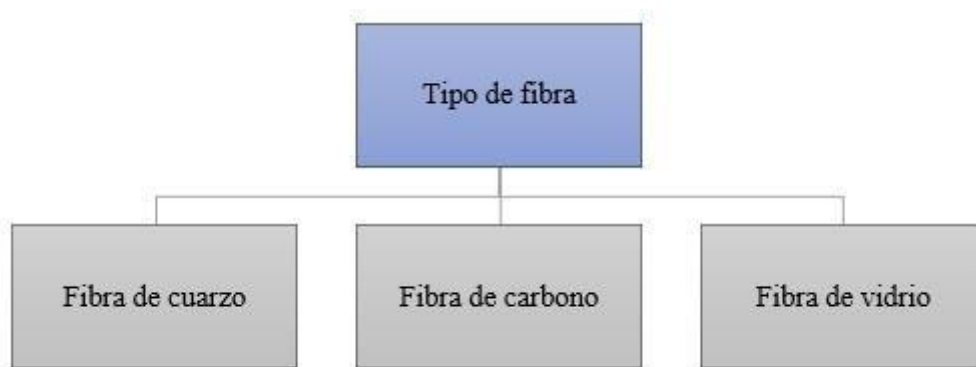 Tipo de fibra
Fibra de cuarzo
Fibra de carbono
Fibra de vidrio